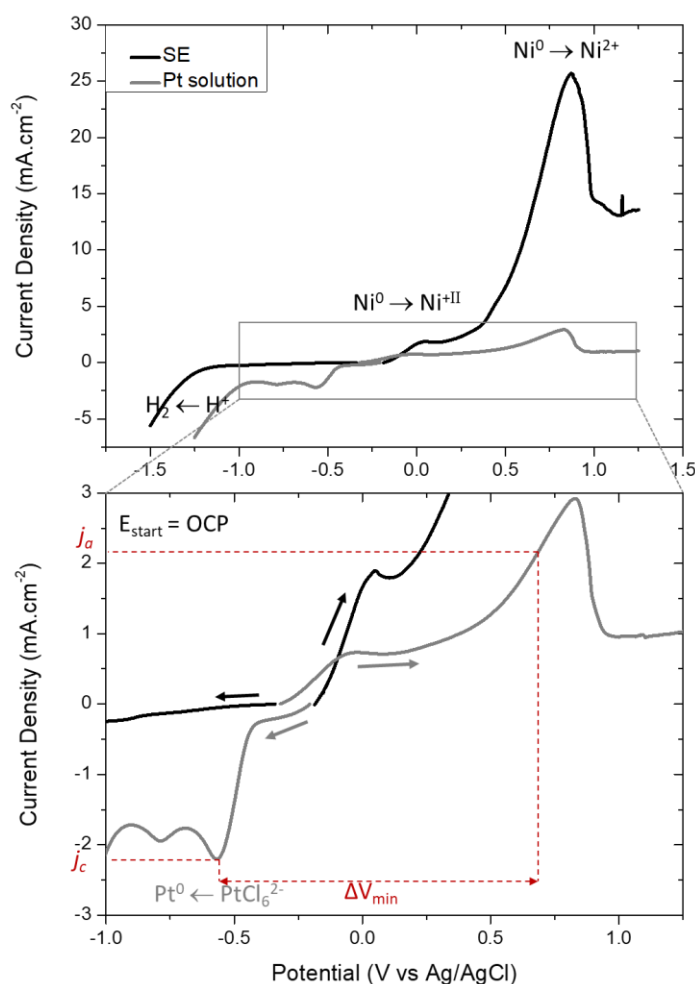 SE
Pt solution
Ni⁰ → Ni²⁺
30
25
20
15
10
5
0
-5
Current Density (mA.cm⁻²)
Ni⁰ → Ni⁺ᴵᴵ
H₂ ← H⁺
-1.5 -1.0 -0.5 0.0 0.5 1.0 1.5
E_start = OCP
j_a
j_c
3
2
1
0
-1
-2
-3
Current Density (mA.cm⁻²)
Pt⁰ ← PtCl₆²⁻
ΔV_min
-1.0 -0.5 0.0 0.5 1.0
Potential (V vs Ag/AgCl)